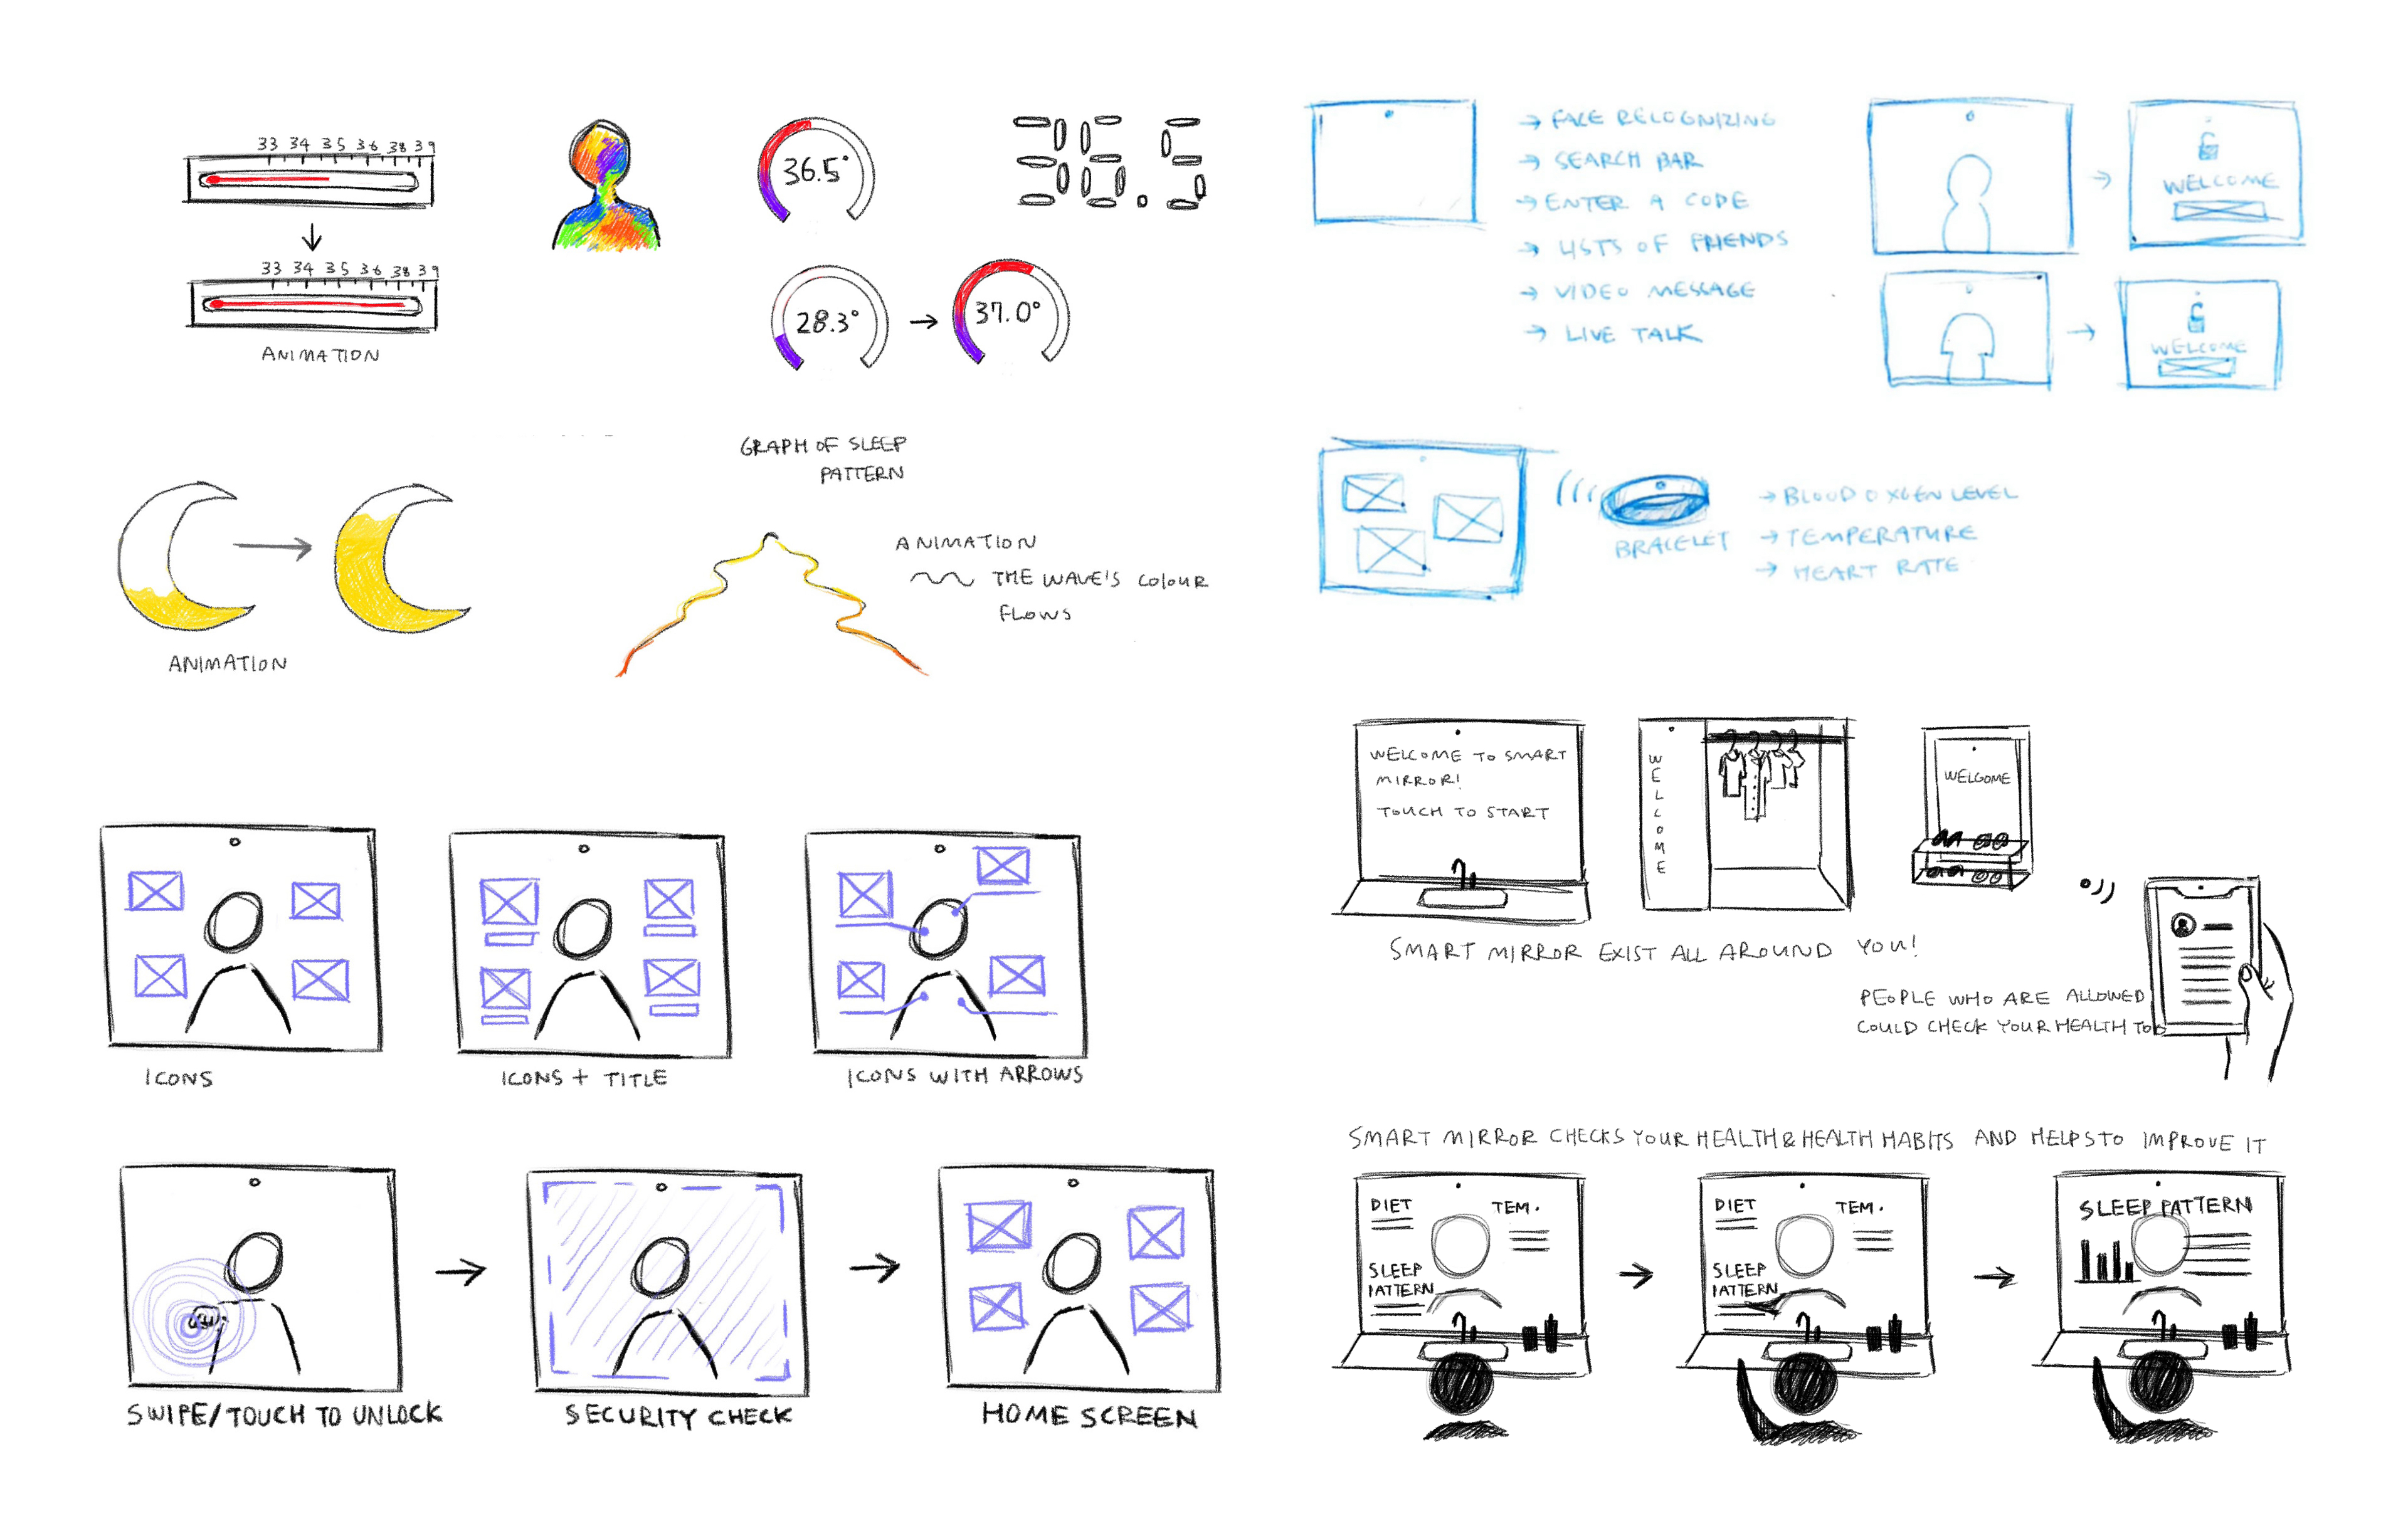 33 34 35 36 38 39
33 34 35 36 38 39
ANIMATION
36.5°
36.5
28.3°
37.0°
GRAPH OF SLEEP
PATTERN
ANIMATION
THE WAVE'S COLOUR
FLOWS
ANIMATION
ICONS
ICONS + TITLE
ICONS WITH ARROWS
SWIPE/TOUCH TO UNLOCK
SECURITY CHECK
HOME SCREEN
→ FACE RECOGNIZING
→ SEARCH BAR
→ ENTER A CODE
→ LISTS OF FRIENDS
→ VIDEO MESSAGE
→ LIVE TALK
WELCOME
WELCOME
BRACELET
→ BLOOD OXGEN LEVEL
→ TEMPERATURE
→ HEART RATE
WELCOME TO SMART
MIRROR!
TOUCH TO START
WELCOME
WELCOME
SMART MIRROR EXIST ALL AROUND YOU!
PEOPLE WHO ARE ALLOWED
COULD CHECK YOUR HEALTH TOO
SMART MIRROR CHECKS YOUR HEALTH & HEALTH HABITS AND HELPS TO IMPROVE IT
DIET
TEM.
SLEEP
PATTERN
DIET
TEM.
SLEEP
PATTERN
SLEEP PATTERN